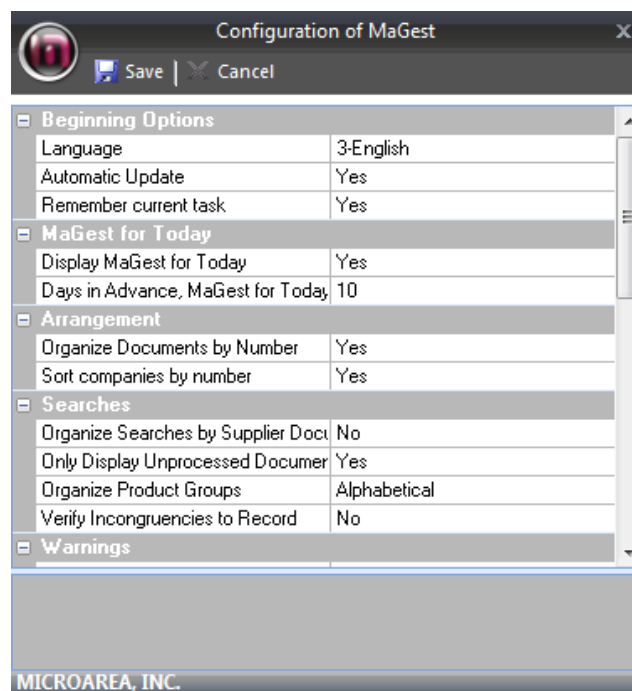 Configuration of MaGest
Save | Cancel
Beginning Options
Language 3-English
Automatic Update Yes
Remember current task Yes
MaGest for Today
Display MaGest for Today Yes
Days in Advance, MaGest for Today 10
Arrangement
Organize Documents by Number Yes
Sort companies by number Yes
Searches
Organize Searches by Supplier Docu No
Only Display Unprocessed Documen Yes
Organize Product Groups Alphabetical
Verify Incongruencies to Record No
Warnings
MICROAREA, INC.